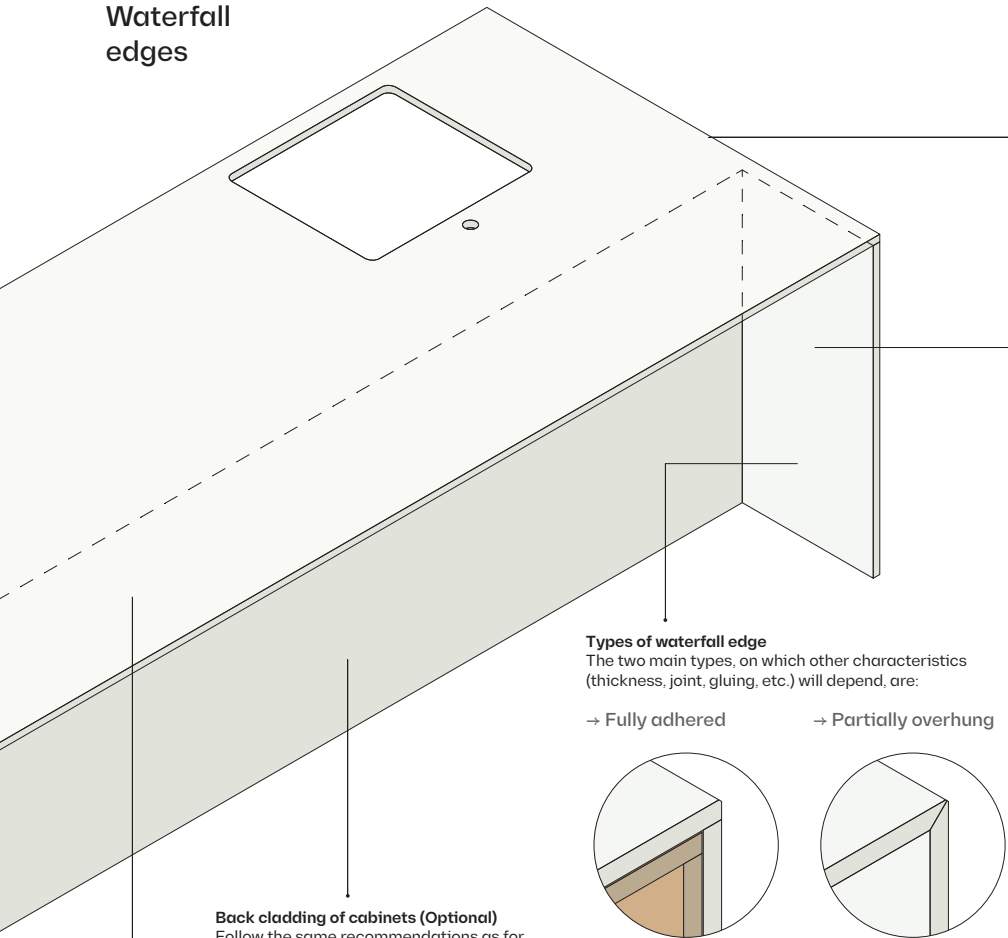 Waterfall
edges
Types of waterfall edge
The two main types, on which other characteristics
(thickness, joint, gluing, etc.) will depend, are:
→ Fully adhered
→ Partially overhung
Back cladding of cabinets (Optional)
Follow the same recommendations as for